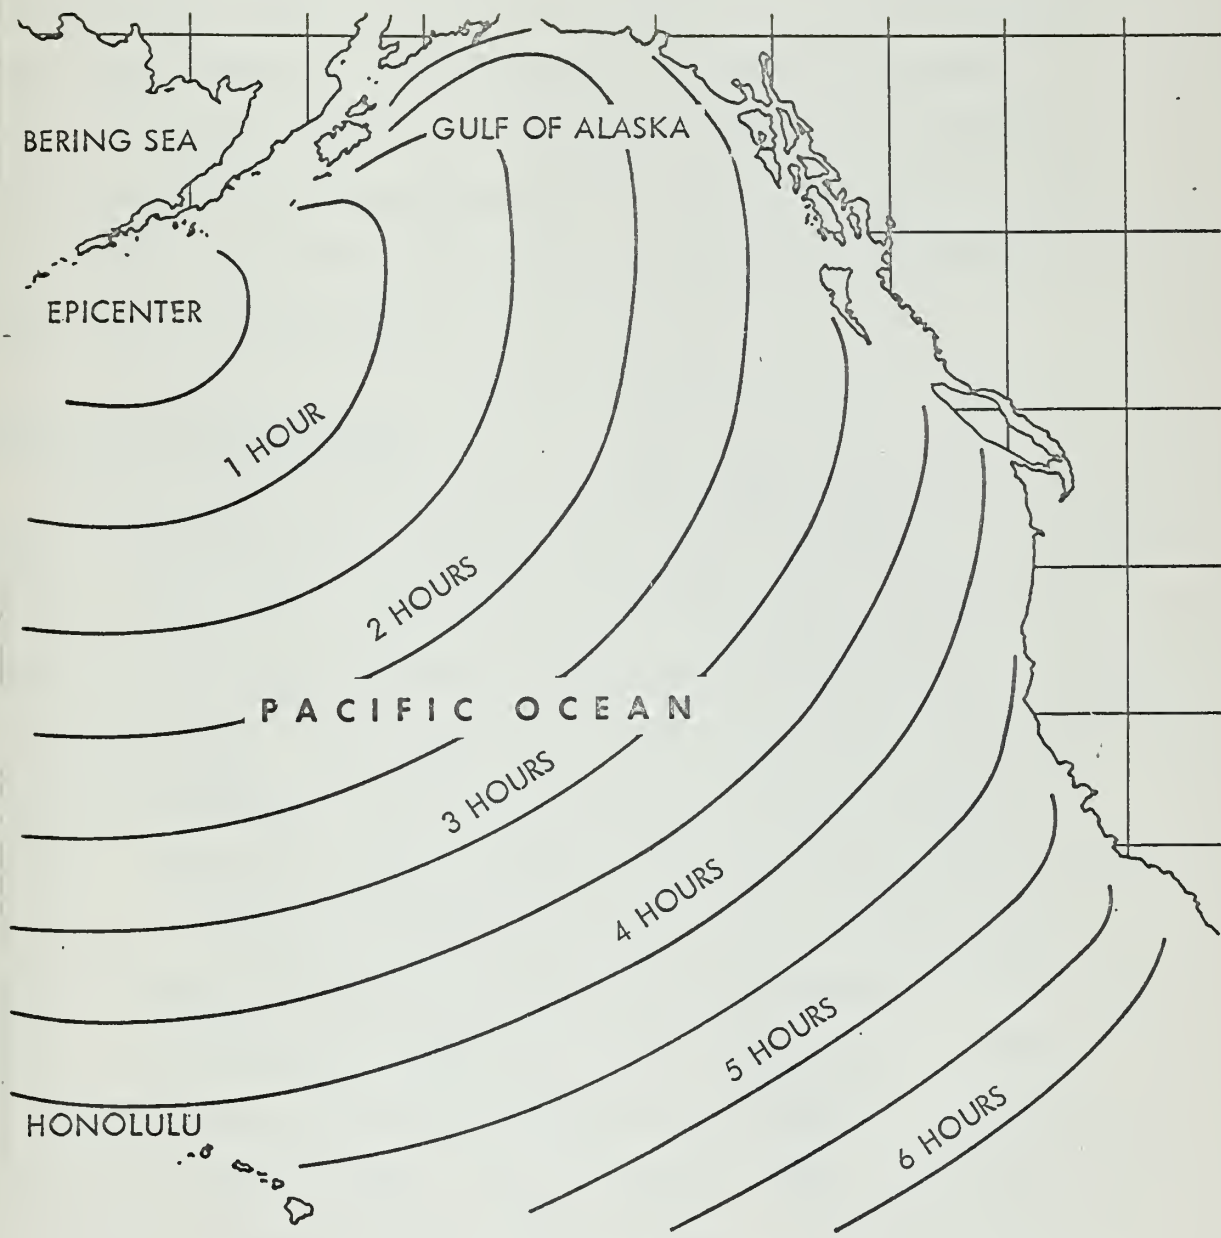 GULF OF ALASKA
BERING SEA
EPICENTER
1 HOUR
2 HOURS
PACIFIC OCEAN
3 HOURS
4 HOURS
5 HOURS
6 HOURS
HONOLULU